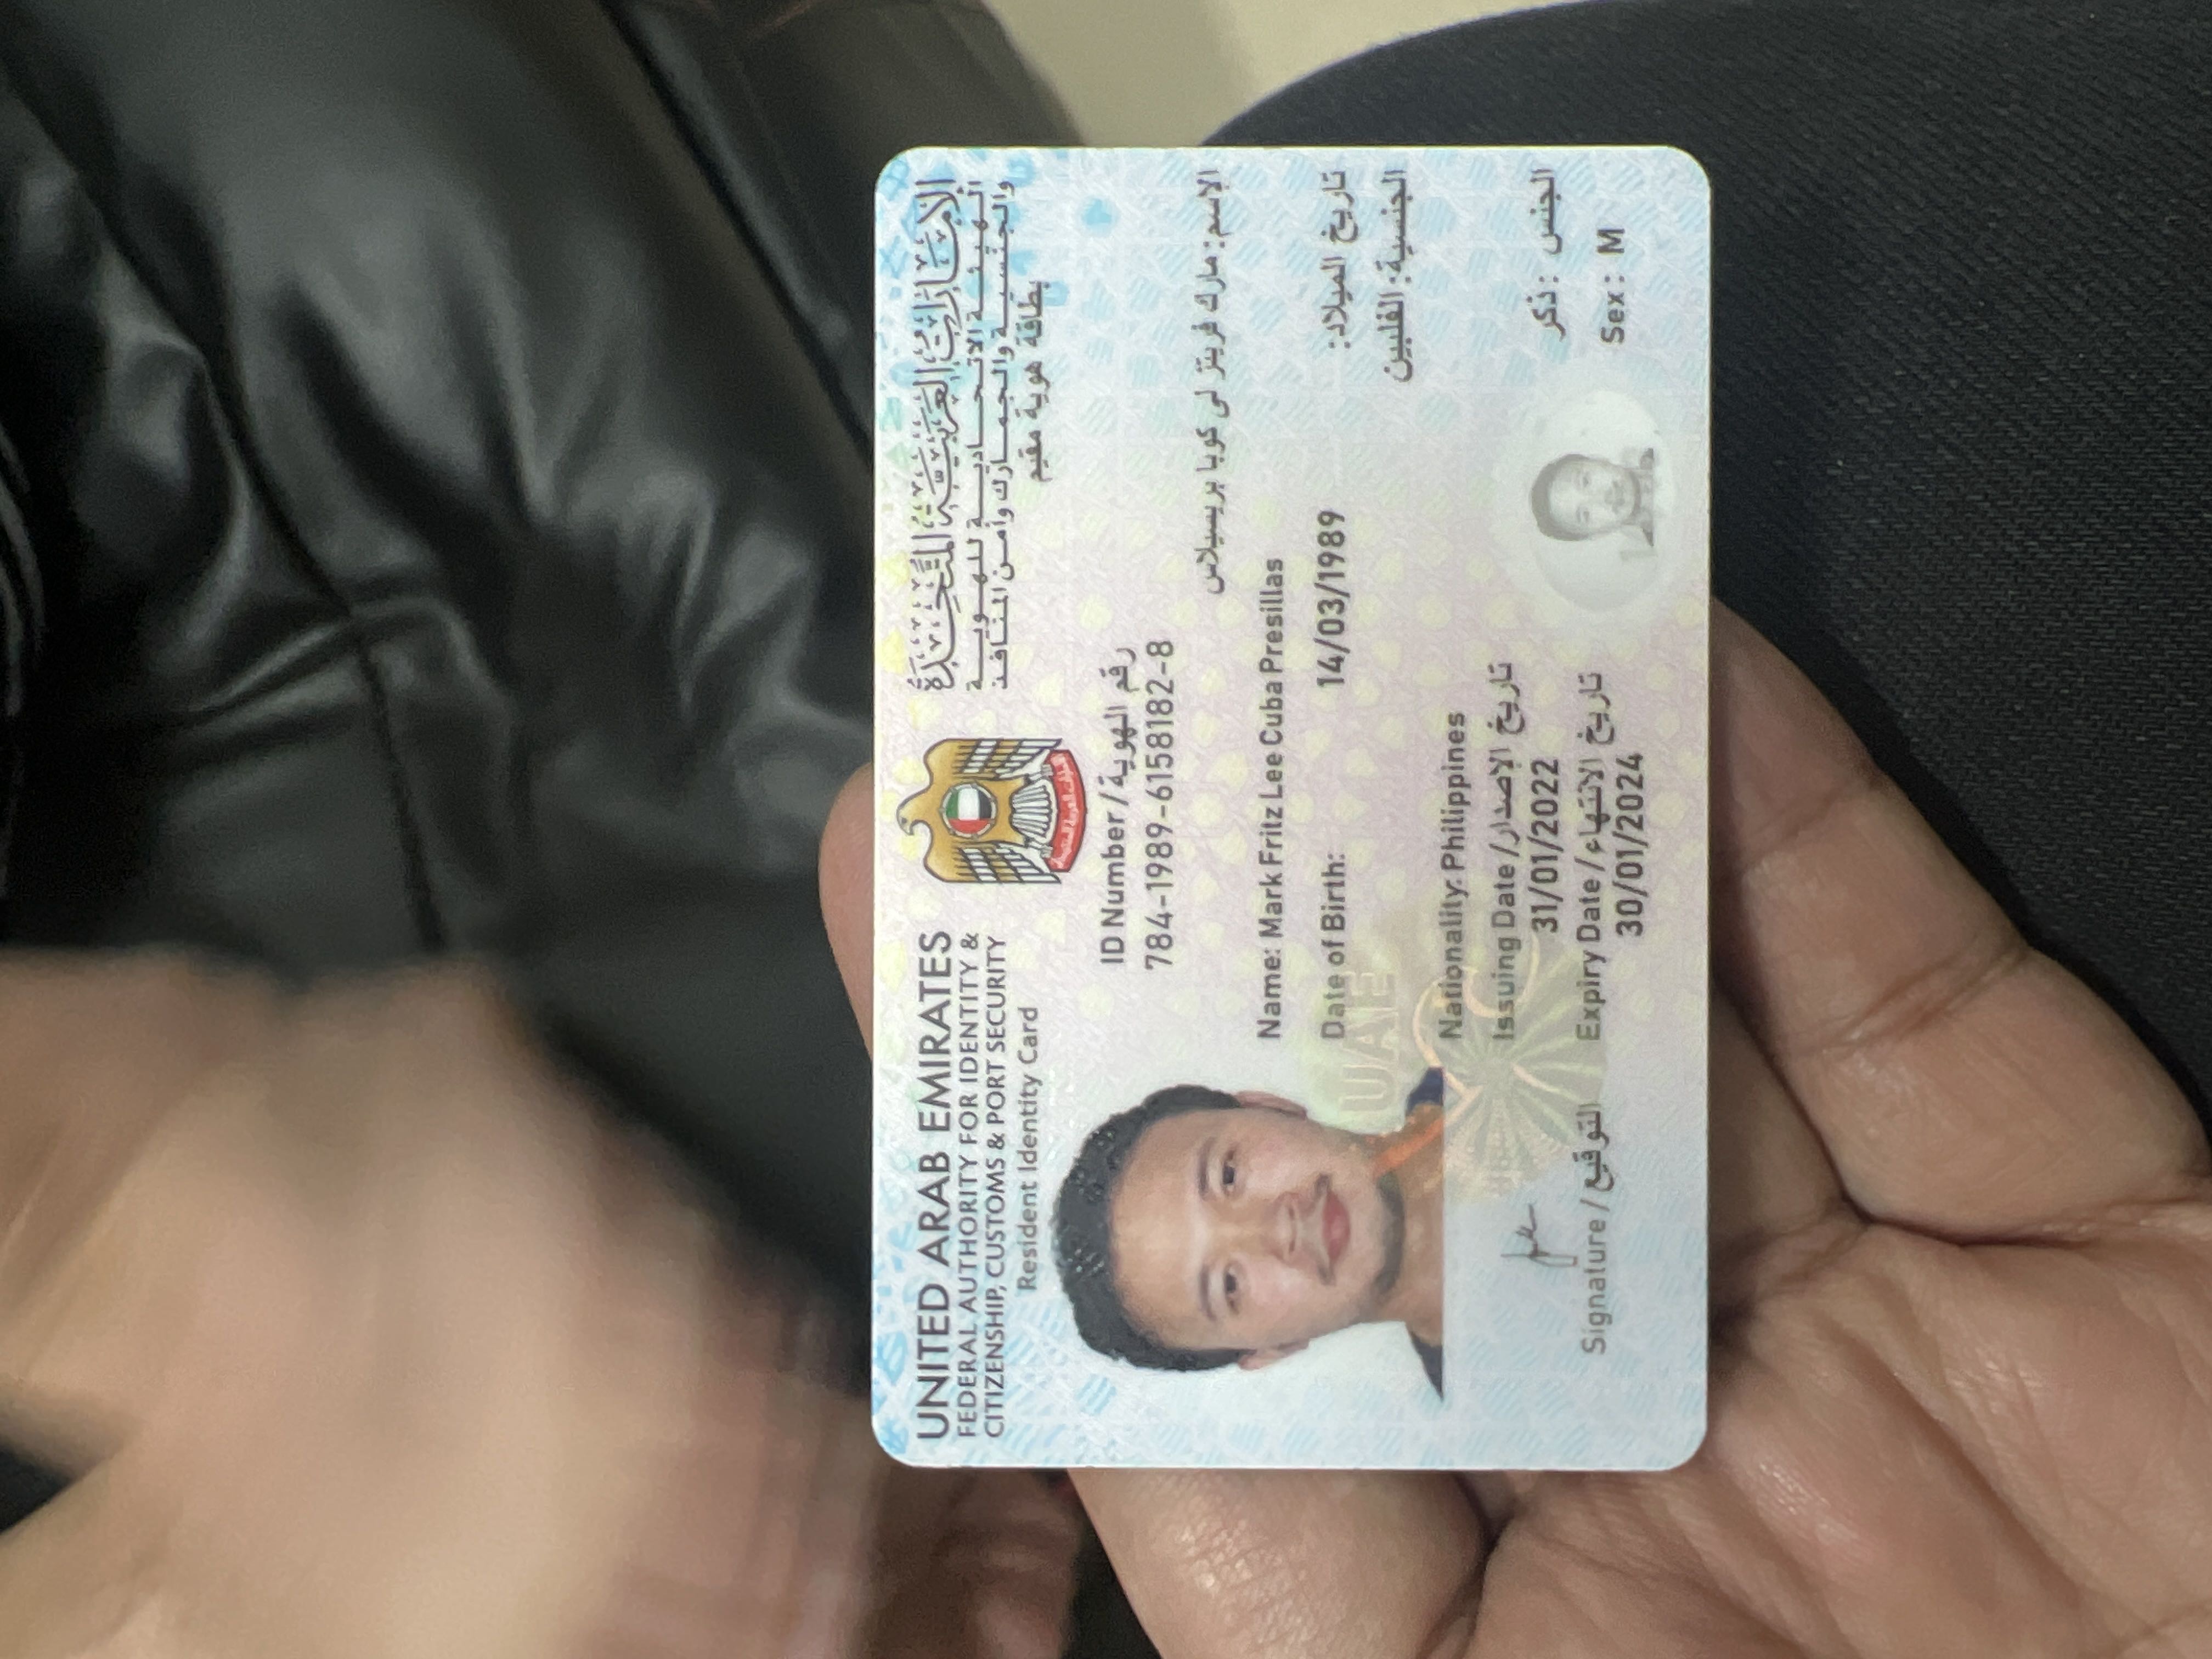 UNITED ARAB EMIRATES
FEDERAL AUTHORITY FOR IDENTITY &
CITIZENSHIP, CUSTOMS & PORT SECURITY
Resident Identity Card
الإمارات العربية المتحدة
الهيئة الاتحادية للهوية
والجنسية والجمارك وأمن المنافذ
بطاقة هوية مقيم
الإمارات العربية المتحدة
ID Number / رقم الهوية
784-1989-6158182-8
الإسم: مارك فريتز لى كوبا بريسيلاس
Name: Mark Fritz Lee Cuba Presillas
Date of Birth: 14/03/1989 تاريخ الميلاد:
UAE
الجنسية: الفلبين
Nationality: Philippines
Issuing Date / تاريخ الإصدار
31/01/2022
الجنس : ذكر
Expiry Date / تاريخ الانتهاء
30/01/2024
Sex: M
Signature / التوقيع